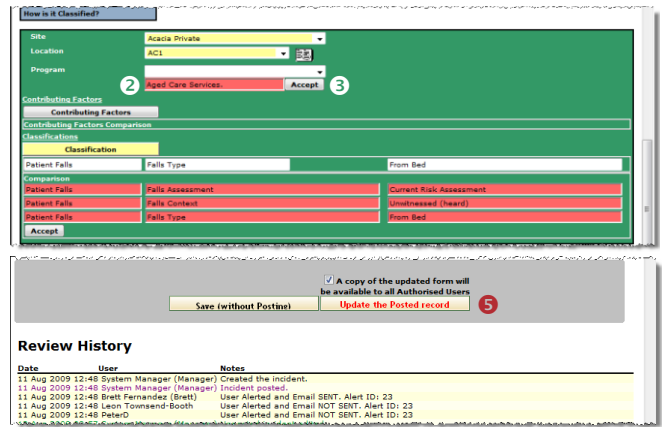 How is it Classified?
Site Acacia Private
Location AC1
Program
2 Aged Care Services. Accept 3
Contributing Factors
Contributing Factors
Contributing Factors Comparison
Classifications
Classification
Patient Falls Falls Type From Bed
Comparison
Patient Falls Falls Assessment Current Risk Assessment
Patient Falls Falls Context Unwitnessed (heard)
Patient Falls Falls Type From Bed
Accept
A copy of the updated form will
be available to all Authorised Users
Save (without Posting) Update the Posted record 5
Review History
Date User Notes
11 Aug 2009 12:48 System Manager (Manager) Created the incident.
11 Aug 2009 12:48 System Manager (Manager) Incident posted.
11 Aug 2009 12:48 Brett Fernandez (Brett) User Alerted and Email SENT. Alert ID: 23
11 Aug 2009 12:48 Leon Townsend-Booth User Alerted and Email NOT SENT. Alert ID: 23
11 Aug 2009 12:48 PeterD User Alerted and Email NOT SENT. Alert ID: 23